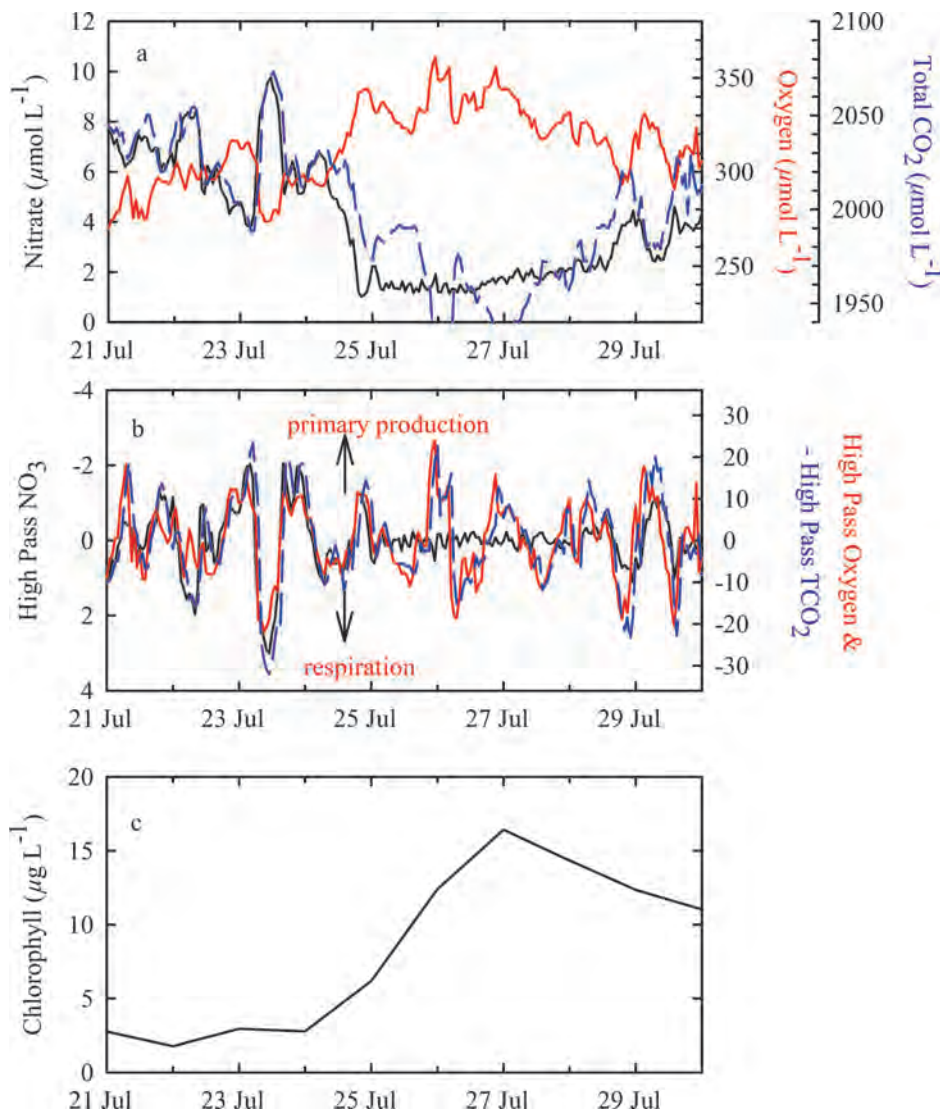 a
12
10
8
6
4
2
0
Nitrate (µmol L-1)
350
300
250
Oxygen (µmol L-1)
2100
2050
2000
1950
Total CO2 (µmol L-1)
21 Jul 23 Jul 25 Jul 27 Jul 29 Jul
b
-4
-2
0
2
4
High Pass NO3
primary production
respiration
30
20
10
0
-10
-20
-30
- High Pass TCO2
High Pass Oxygen &
21 Jul 23 Jul 25 Jul 27 Jul 29 Jul
c
20
15
10
5
0
Chlorophyll (µg L-1)
21 Jul 23 Jul 25 Jul 27 Jul 29 Jul